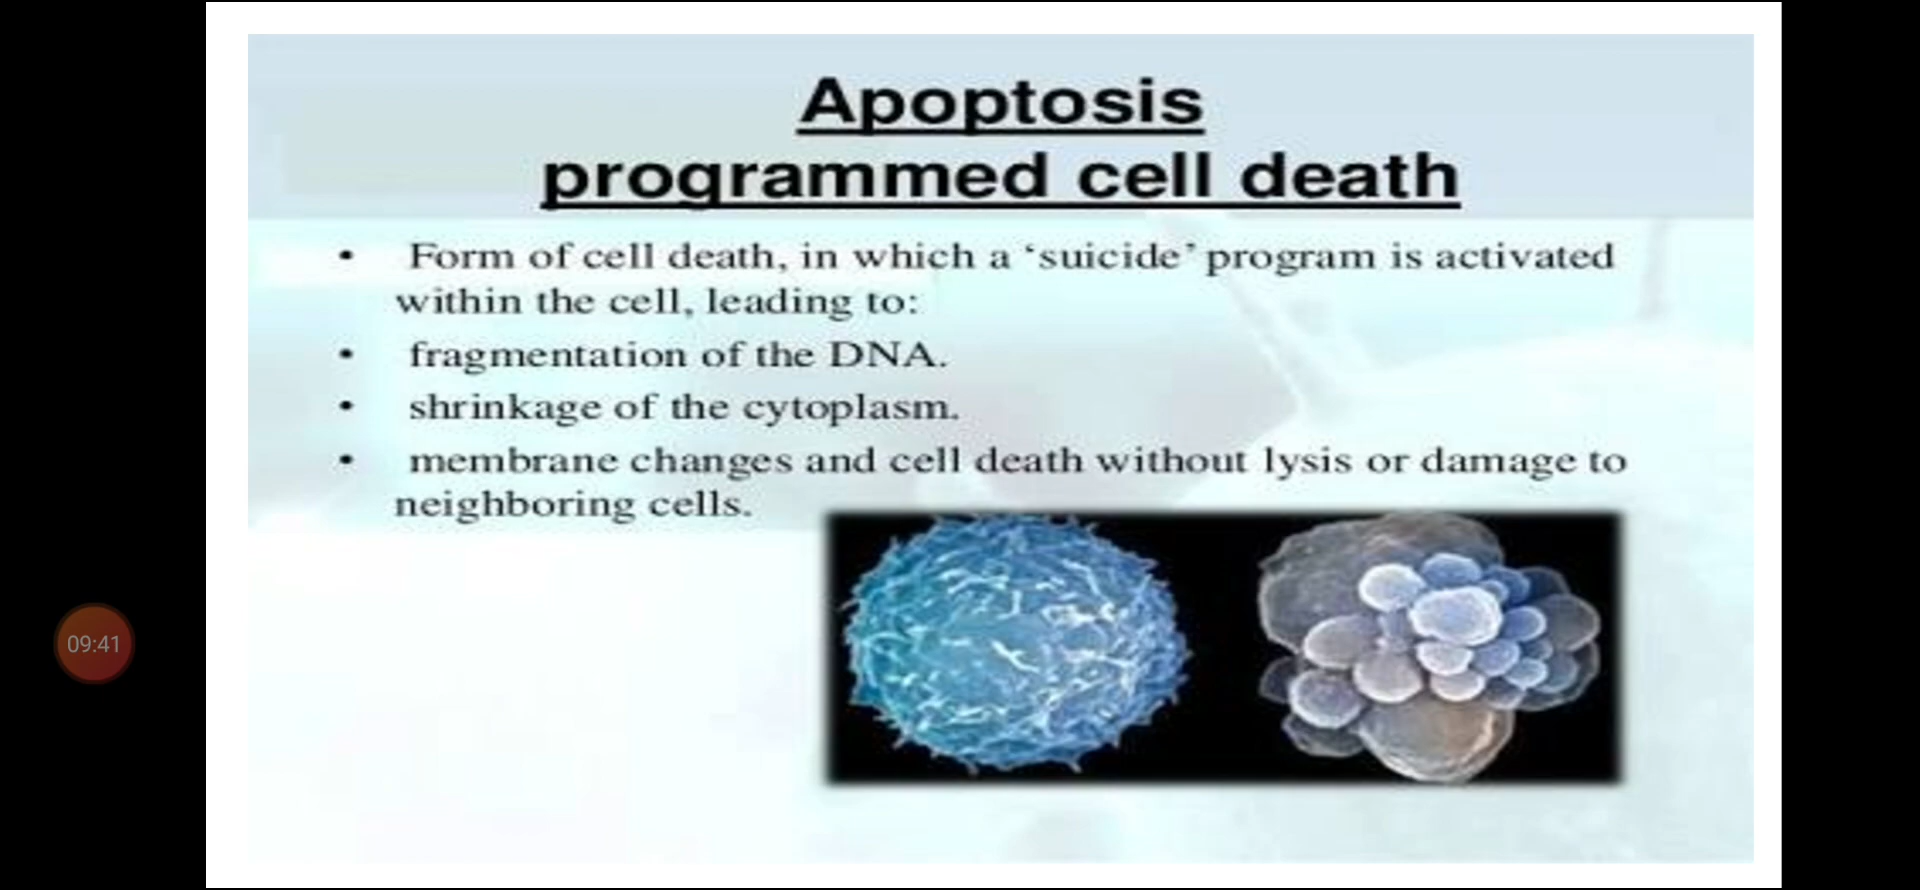 Apoptosis
programmed cell death
• Form of cell death, in which a ‘suicide’ program is activated
within the cell, leading to:
• fragmentation of the DNA.
• shrinkage of the cytoplasm.
• membrane changes and cell death without lysis or damage to
neighboring cells.
09:41